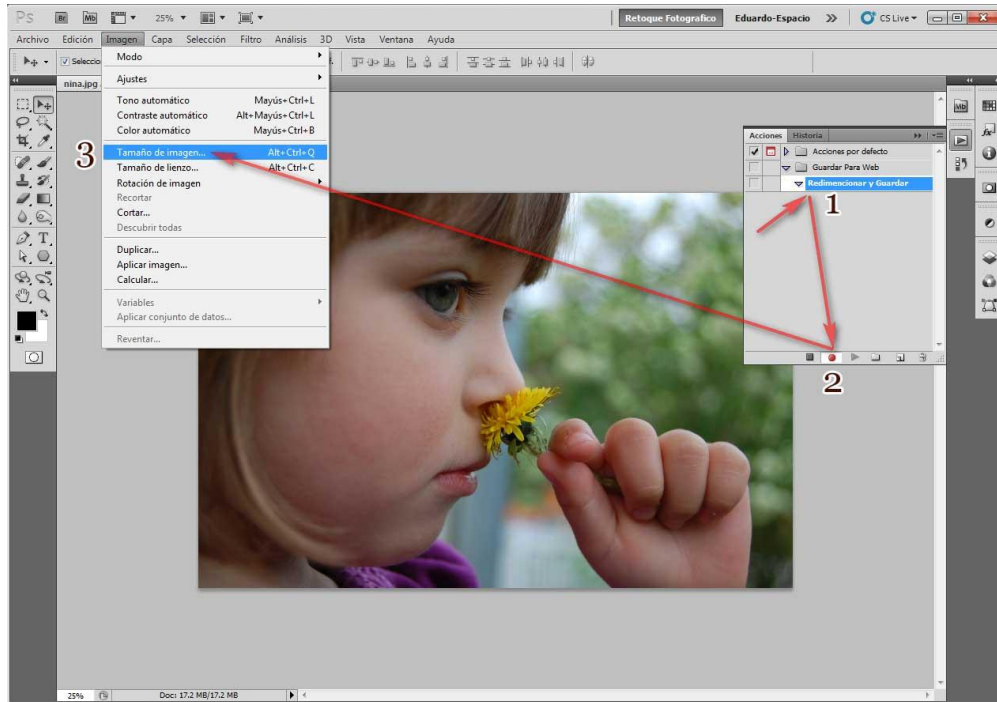 Ps Br Mb 25% Retoque Fotografico Eduardo-Espacio CS Live
Archivo Edición Imagen Capa Selección Filtro Análisis 3D Vista Ventana Ayuda
Modo
Ajustes
Tono automático Mayús+Ctrl+L
Contraste automático Alt+Mayús+Ctrl+L
Color automático Mayús+Ctrl+B
Tamaño de imagen... Alt+Ctrl+Q
Tamaño de lienzo... Alt+Ctrl+C
Rotación de imagen
Recortar
Cortar...
Descubrir todas
Duplicar...
Aplicar imagen...
Calcular...
Variables
Aplicar conjunto de datos...
Reventar...
nina.jpg
Mb
Acciones Historia
Acciones por defecto
Guardar Para Web
Redimencionar y Guardar
1
2
3
25% Doc: 17,2 MB/17,2 MB